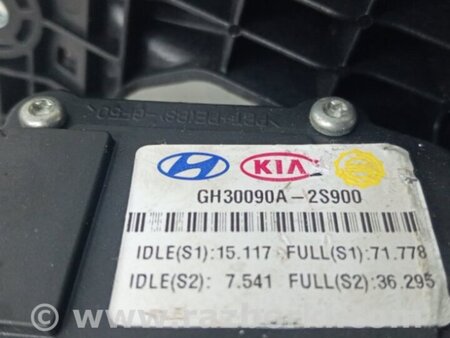 KIA
GH30090A-2S900
IDLE(S1):15.117 FULL(S1):71.778
IDLE(S2): 7.541 FULL(S2):36.295